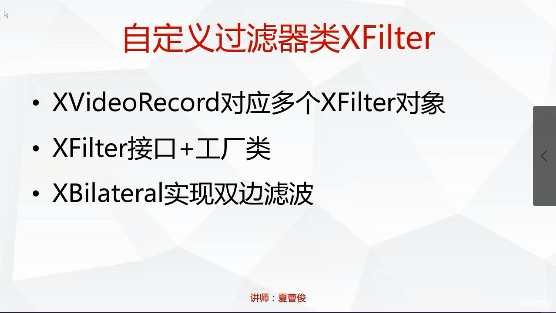 自定义过滤器类XFilter
• XVideoRecord对应多个XFilter对象
• XFilter接口+工厂类
• XBilateral实现双边滤波
讲师：夏曹俊